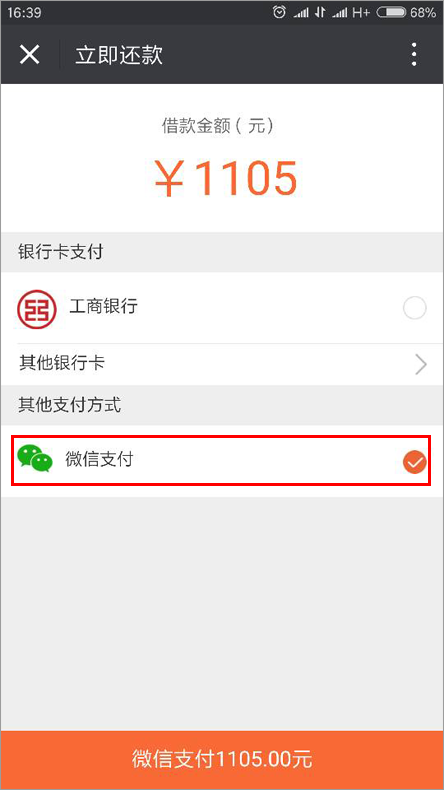 16:39 H+ 68%
立即还款
借款金额（元）
￥1105
银行卡支付
工商银行
其他银行卡
其他支付方式
微信支付
微信支付1105.00元